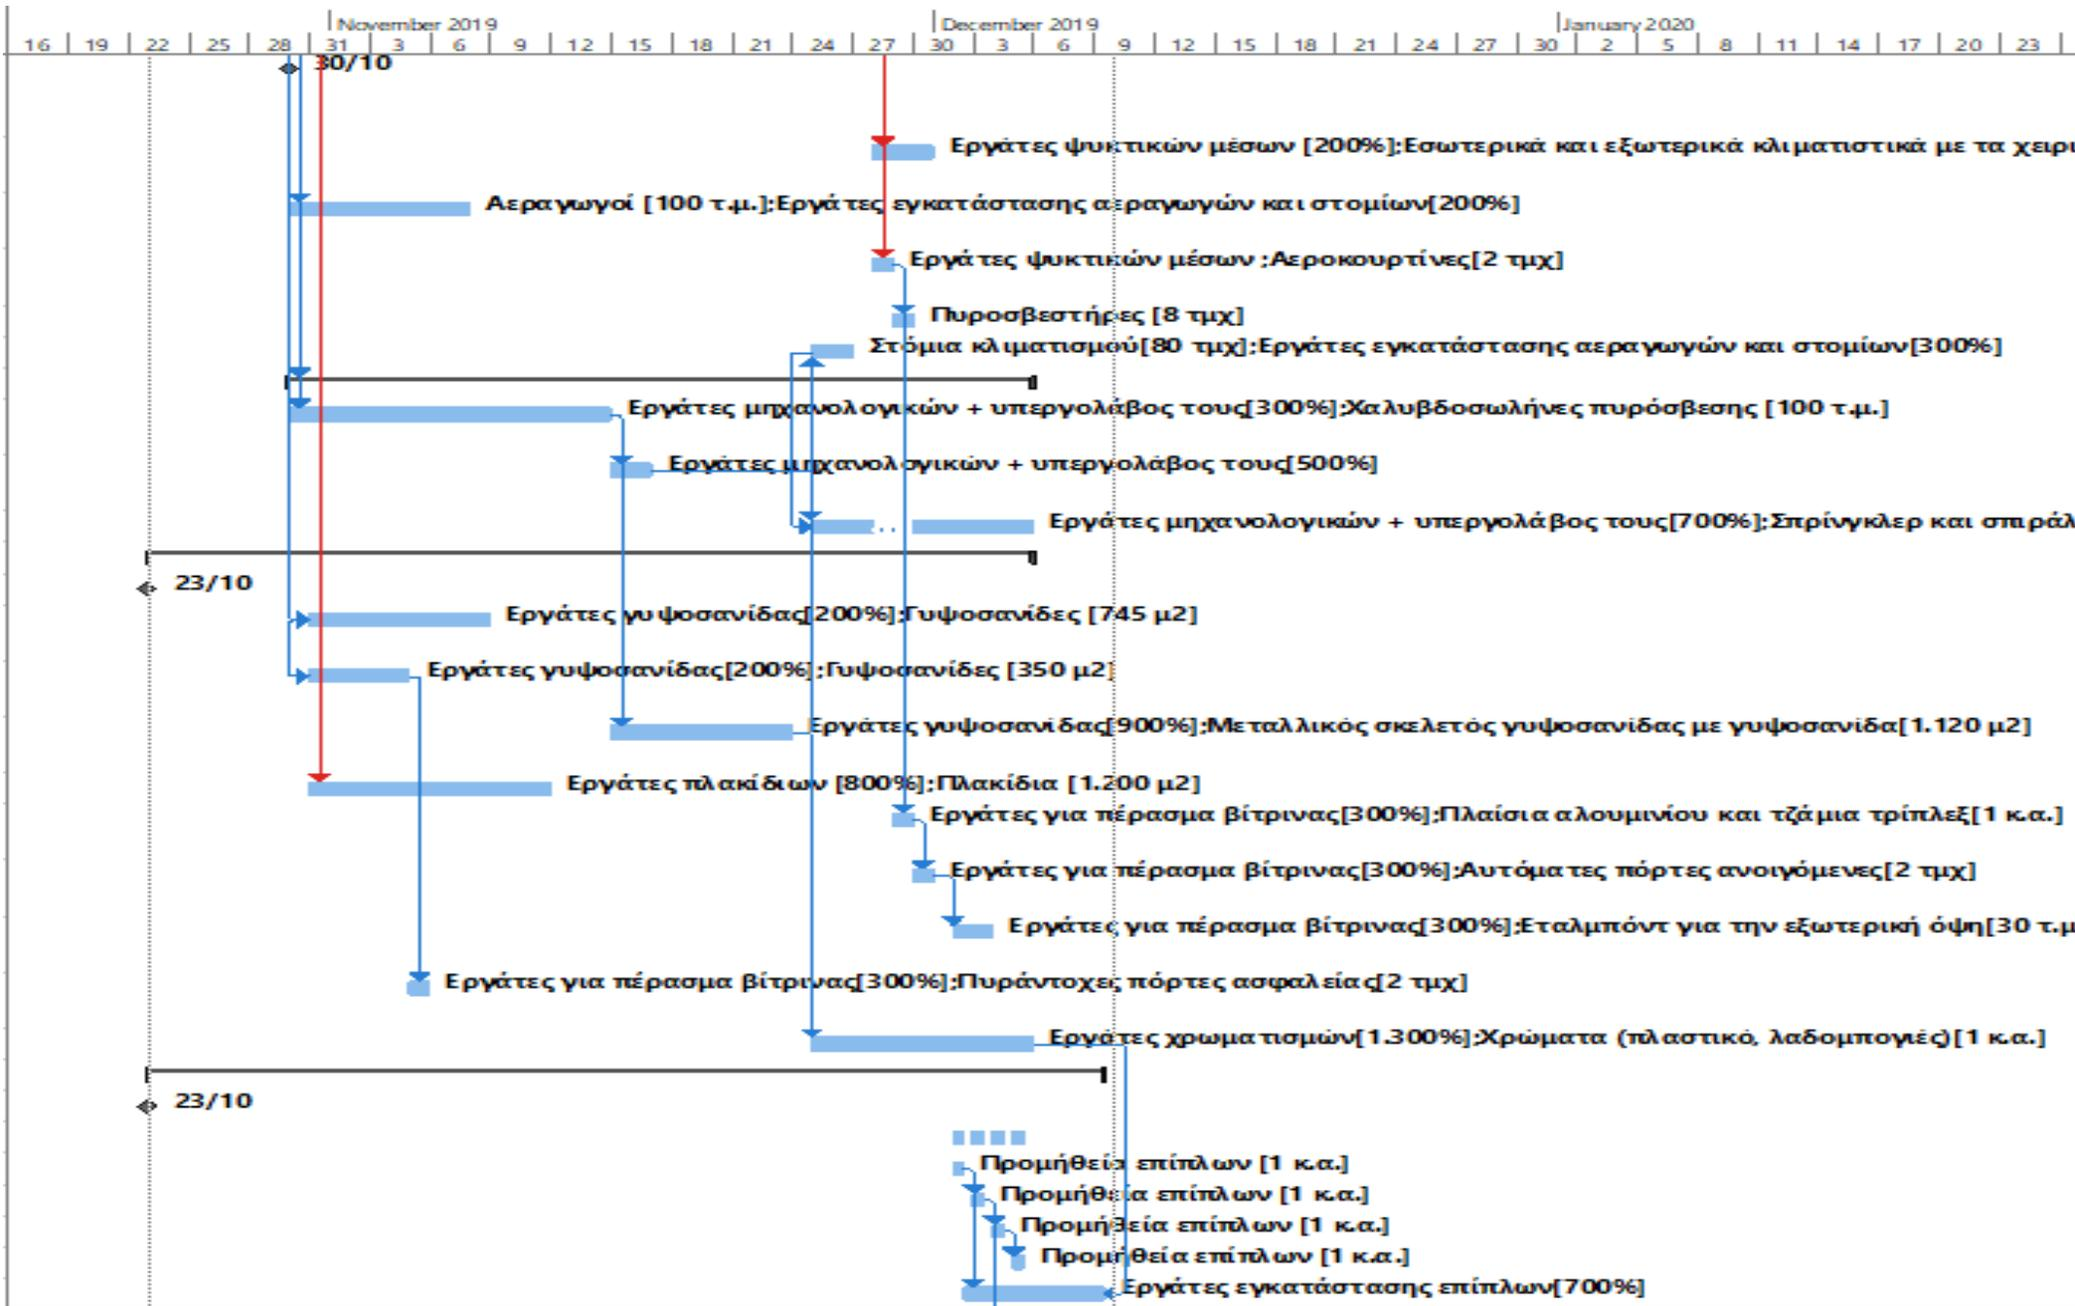 November 2019 December 2019 January 2020
16 19 22 25 28 31 3 6 9 12 15 18 21 24 27 30 3 6 9 12 15 18 21 24 27 30 2 5 8 11 14 17 20 23
30/10
Εργάτες ψυκτικών μέσων [200%];Εσωτερικά και εξωτερικά κλιματιστικά με τα χειρι
Αεραγωγοί [100 τ.μ.];Εργάτες εγκατάστασης αεραγωγών και στομίων[200%]
Εργάτες ψυκτικών μέσων ;Αεροκουρτίνες[2 τμχ]
Πυροσβεστήρες [8 τμχ]
Στόμια κλιματισμού[80 τμχ];Εργάτες εγκατάστασης αεραγωγών και στομίων[300%]
Εργάτες μηχανολογικών + υπεργολάβος τους[300%];Χαλυβδοσωλήνες πυρόσβεσης [100 τ.μ.]
Εργάτες μηχανολογικών + υπεργολάβος τους[500%]
Εργάτες μηχανολογικών + υπεργολάβος τους[700%];Σπρίνγκλερ και σπιράλ
23/10
Εργάτες γυψοσανίδας[200%];Γυψοσανίδες [745 μ2]
Εργάτες γυψοσανίδας[200%];Γυψοσανίδες [350 μ2]
Εργάτες γυψοσανίδας[900%];Μεταλλικός σκελετός γυψοσανίδας με γυψοσανίδα[1.120 μ2]
Εργάτες πλακίδιων [800%];Πλακίδια [1.200 μ2]
Εργάτες για πέρασμα βίτρινας[300%];Πλαίσια αλουμινίου και τζάμια τρίπλεξ[1 κ.α.]
Εργάτες για πέρασμα βίτρινας[300%];Αυτόματες πόρτες ανοιγόμενες[2 τμχ]
Εργάτες για πέρασμα βίτρινας[300%];Εταλμπόντ για την εξωτερική όψη[30 τ.μ
Εργάτες για πέρασμα βίτρινας[300%];Πυράντοχες πόρτες ασφαλείας[2 τμχ]
Εργάτες χρωματισμών[1.300%];Χρώματα (πλαστικό, λαδομπογιές)[1 κ.α.]
23/10
Προμήθεία επίπλων [1 κ.α.]
Προμήθεία επίπλων [1 κ.α.]
Προμήθεία επίπλων [1 κ.α.]
Προμήθεία επίπλων [1 κ.α.]
Εργάτες εγκατάστασης επίπλων[700%]